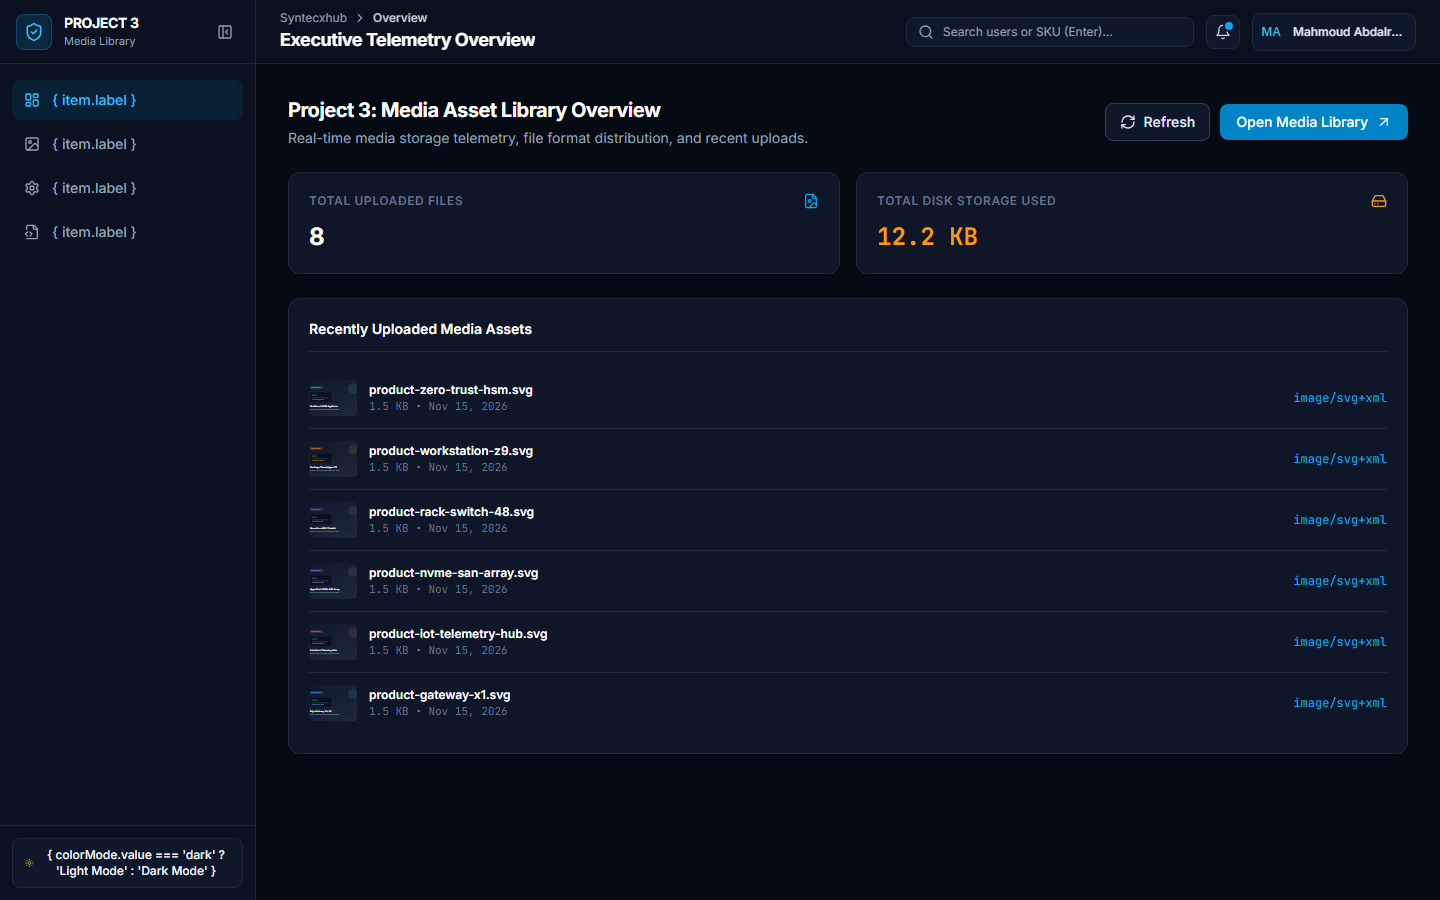 PROJECT 3
Media Library
{ item.label }
{ item.label }
{ item.label }
{ item.label }
{ colorMode.value === 'dark' ?
'Light Mode' : 'Dark Mode' }
Syntecxhub > Overview
Executive Telemetry Overview
Search users or SKU (Enter)...
MA Mahmoud Abdalr...
Project 3: Media Asset Library Overview
Real-time media storage telemetry, file format distribution, and recent uploads.
Refresh
Open Media Library
TOTAL UPLOADED FILES
8
TOTAL DISK STORAGE USED
12.2 KB
Recently Uploaded Media Assets
product-zero-trust-hsm.svg
1.5 KB • Nov 15, 2026
image/svg+xml
product-workstation-z9.svg
1.5 KB • Nov 15, 2026
image/svg+xml
product-rack-switch-48.svg
1.5 KB • Nov 15, 2026
image/svg+xml
product-nvme-san-array.svg
1.5 KB • Nov 15, 2026
image/svg+xml
product-iot-telemetry-hub.svg
1.5 KB • Nov 15, 2026
image/svg+xml
product-gateway-x1.svg
1.5 KB • Nov 15, 2026
image/svg+xml